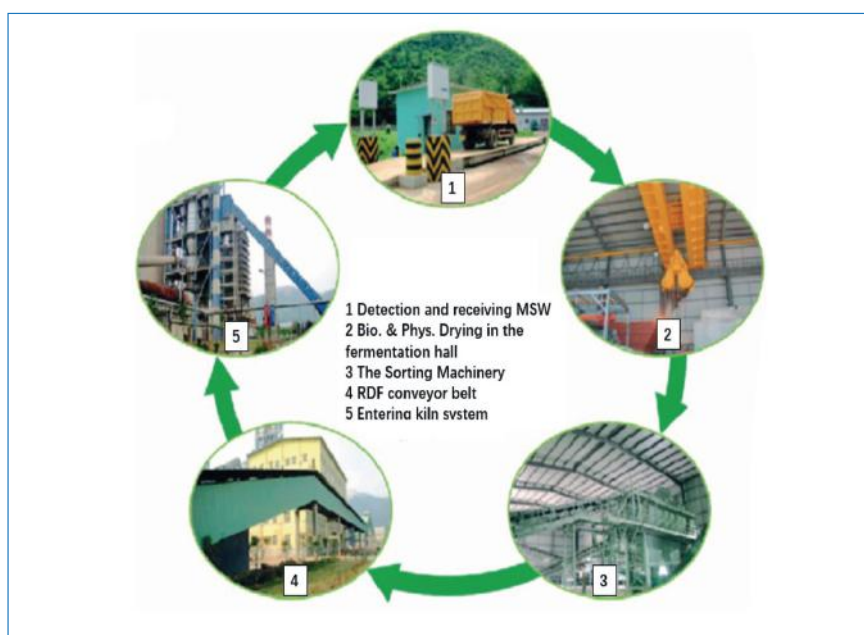 1
2
3
4
5
1 Detection and receiving MSW
2 Bio. & Phys. Drying in the
fermentation hall
3 The Sorting Machinery
4 RDF conveyor belt
5 Entering kiln system